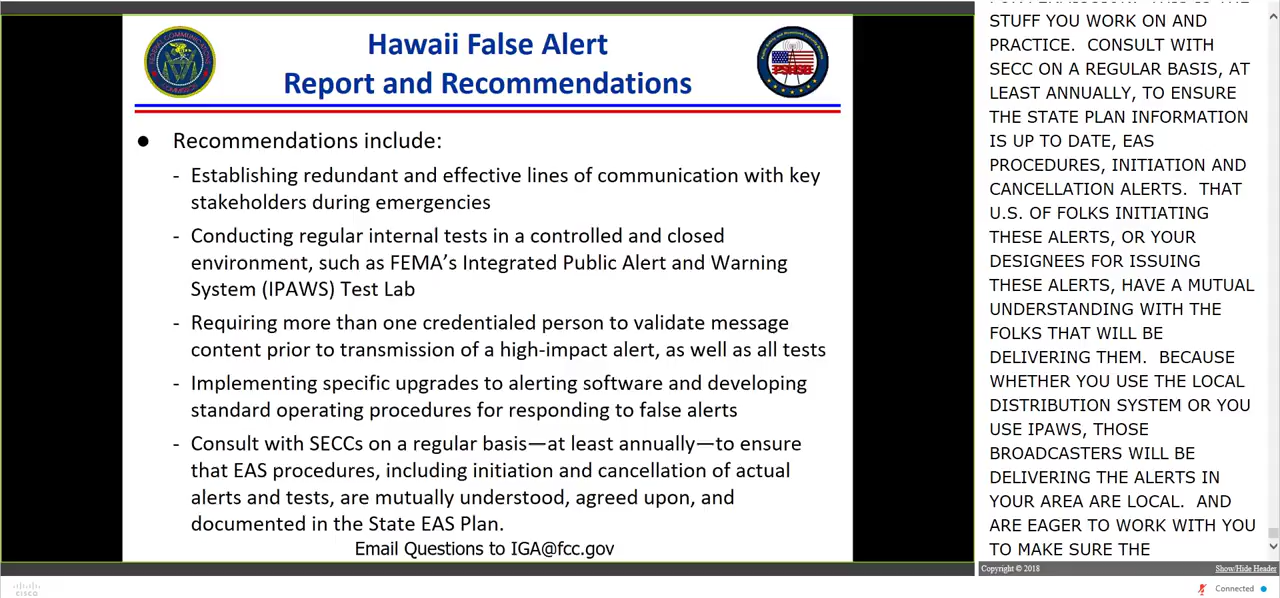 Hawaii False Alert
Report and Recommendations
● Recommendations include:
- Establishing redundant and effective lines of communication with key
stakeholders during emergencies
- Conducting regular internal tests in a controlled and closed
environment, such as FEMA's Integrated Public Alert and Warning
System (IPAWS) Test Lab
- Requiring more than one credentialed person to validate message
content prior to transmission of a high-impact alert, as well as all tests
- Implementing specific upgrades to alerting software and developing
standard operating procedures for responding to false alerts
- Consult with SECCs on a regular basis—at least annually—to ensure
that EAS procedures, including initiation and cancellation of actual
alerts and tests, are mutually understood, agreed upon, and
documented in the State EAS Plan.
Email Questions to IGA@fcc.gov
STUFF YOU WORK ON AND
PRACTICE. CONSULT WITH
SECC ON A REGULAR BASIS, AT
LEAST ANNUALLY, TO ENSURE
THE STATE PLAN INFORMATION
IS UP TO DATE, EAS
PROCEDURES, INITIATION AND
CANCELLATION ALERTS. THAT
U.S. OF FOLKS INITIATING
THESE ALERTS, OR YOUR
DESIGNEES FOR ISSUING
THESE ALERTS, HAVE A MUTUAL
UNDERSTANDING WITH THE
FOLKS THAT WILL BE
DELIVERING THEM. BECAUSE
WHETHER YOU USE THE LOCAL
DISTRIBUTION SYSTEM OR YOU
USE IPAWS, THOSE
BROADCASTERS WILL BE
DELIVERING THE ALERTS IN
YOUR AREA ARE LOCAL. AND
ARE EAGER TO WORK WITH YOU
TO MAKE SURE THE
Copyright © 2018 Show/Hide Header
cisco
Connected